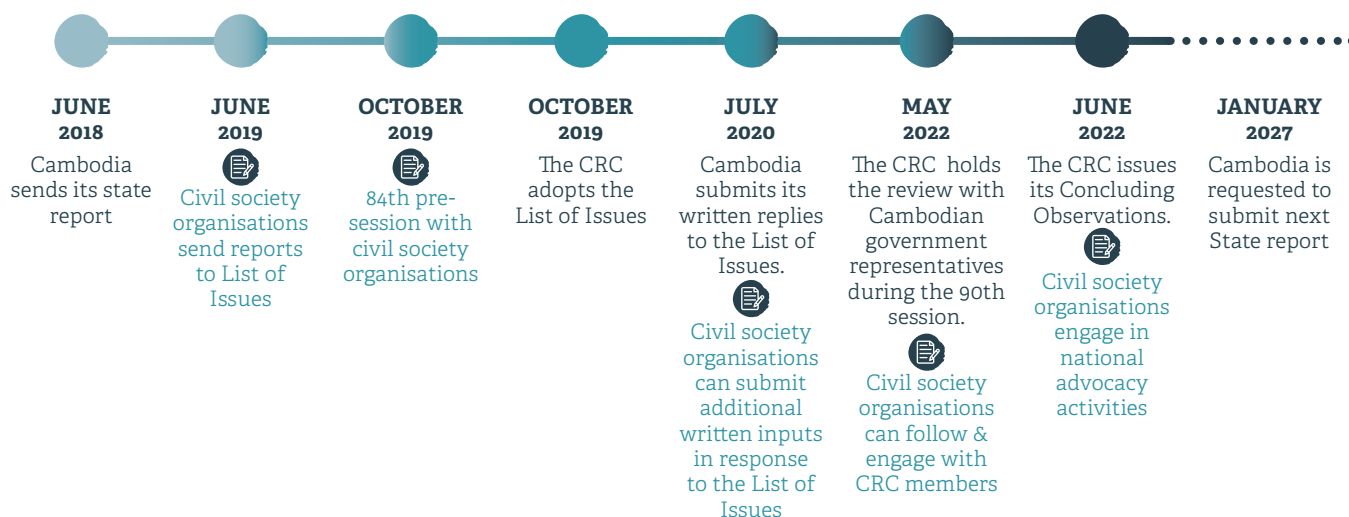 JUNE
2018
Cambodia
sends its state
report
JUNE
2019
Civil society
organisations
send reports
to List of
Issues
OCTOBER
2019
84th pre-
session with
civil society
organisations
OCTOBER
2019
The CRC
adopts the
List of Issues
JULY
2020
Cambodia
submits its
written replies
to the List of
Issues.
Civil society
organisations
can submit
additional
written inputs
in response
to the List of
Issues
MAY
2022
The CRC holds
the review with
Cambodian
government
representatives
during the 90th
session.
Civil society
organisations
can follow &
engage with
CRC members
JUNE
2022
The CRC issues
its Concluding
Observations.
Civil society
organisations
engage in
national
advocacy
activities
JANUARY
2027
Cambodia is
requested to
submit next
State report